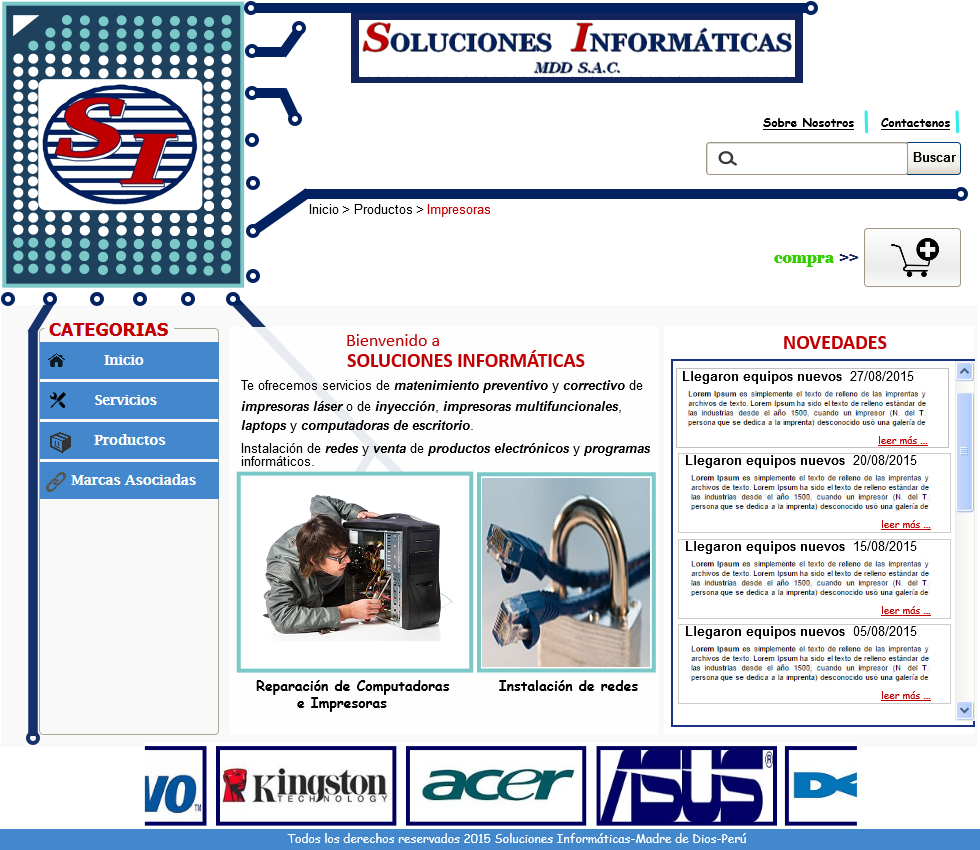 SI
SOLUCIONES INFORMÁTICAS
MDD S.A.C.
Sobre Nosotros
Contactenos
Buscar
Inicio > Productos > Impresoras
compra >>
CATEGORIAS
Inicio
Servicios
Productos
Marcas Asociadas
Bienvenido a
SOLUCIONES INFORMÁTICAS
Te ofrecemos servicios de matenimiento preventivo y correctivo de
impresoras láser o de inyección, impresoras multifuncionales,
laptops y computadoras de escritorio.
Instalación de redes y venta de productos electrónicos y programas
informáticos.
Reparación de Computadoras
e Impresoras
Instalación de redes
NOVEDADES
Llegaron equipos nuevos 27/08/2015
Lorem Ipsum es simplemente el texto de relleno de las imprentas y
archivos de texto. Lorem Ipsum ha sido el texto de relleno estándar de
las industrias desde el año 1500, cuando un impresor (N. del T.
persona que se dedica a la imprenta) desconocido usó una galería de
leer más ...
Llegaron equipos nuevos 20/08/2015
Lorem Ipsum es simplemente el texto de relleno de las imprentas y
archivos de texto. Lorem Ipsum ha sido el texto de relleno estándar de
las industrias desde el año 1500, cuando un impresor (N. del T.
persona que se dedica a la imprenta) desconocido usó una galería de
leer más ...
Llegaron equipos nuevos 15/08/2015
Lorem Ipsum es simplemente el texto de relleno de las imprentas y
archivos de texto. Lorem Ipsum ha sido el texto de relleno estándar de
las industrias desde el año 1500, cuando un impresor (N. del T.
persona que se dedica a la imprenta) desconocido usó una galería de
leer más ...
Llegaron equipos nuevos 05/08/2015
Lorem Ipsum es simplemente el texto de relleno de las imprentas y
archivos de texto. Lorem Ipsum ha sido el texto de relleno estándar de
las industrias desde el año 1500, cuando un impresor (N. del T.
persona que se dedica a la imprenta) desconocido usó una galería de
leer más ...
vo™
Kingston
TECHNOLOGY
acer
ASUS®
Todos los derechos reservados 2015 Soluciones Informáticas-Madre de Dios-Perú